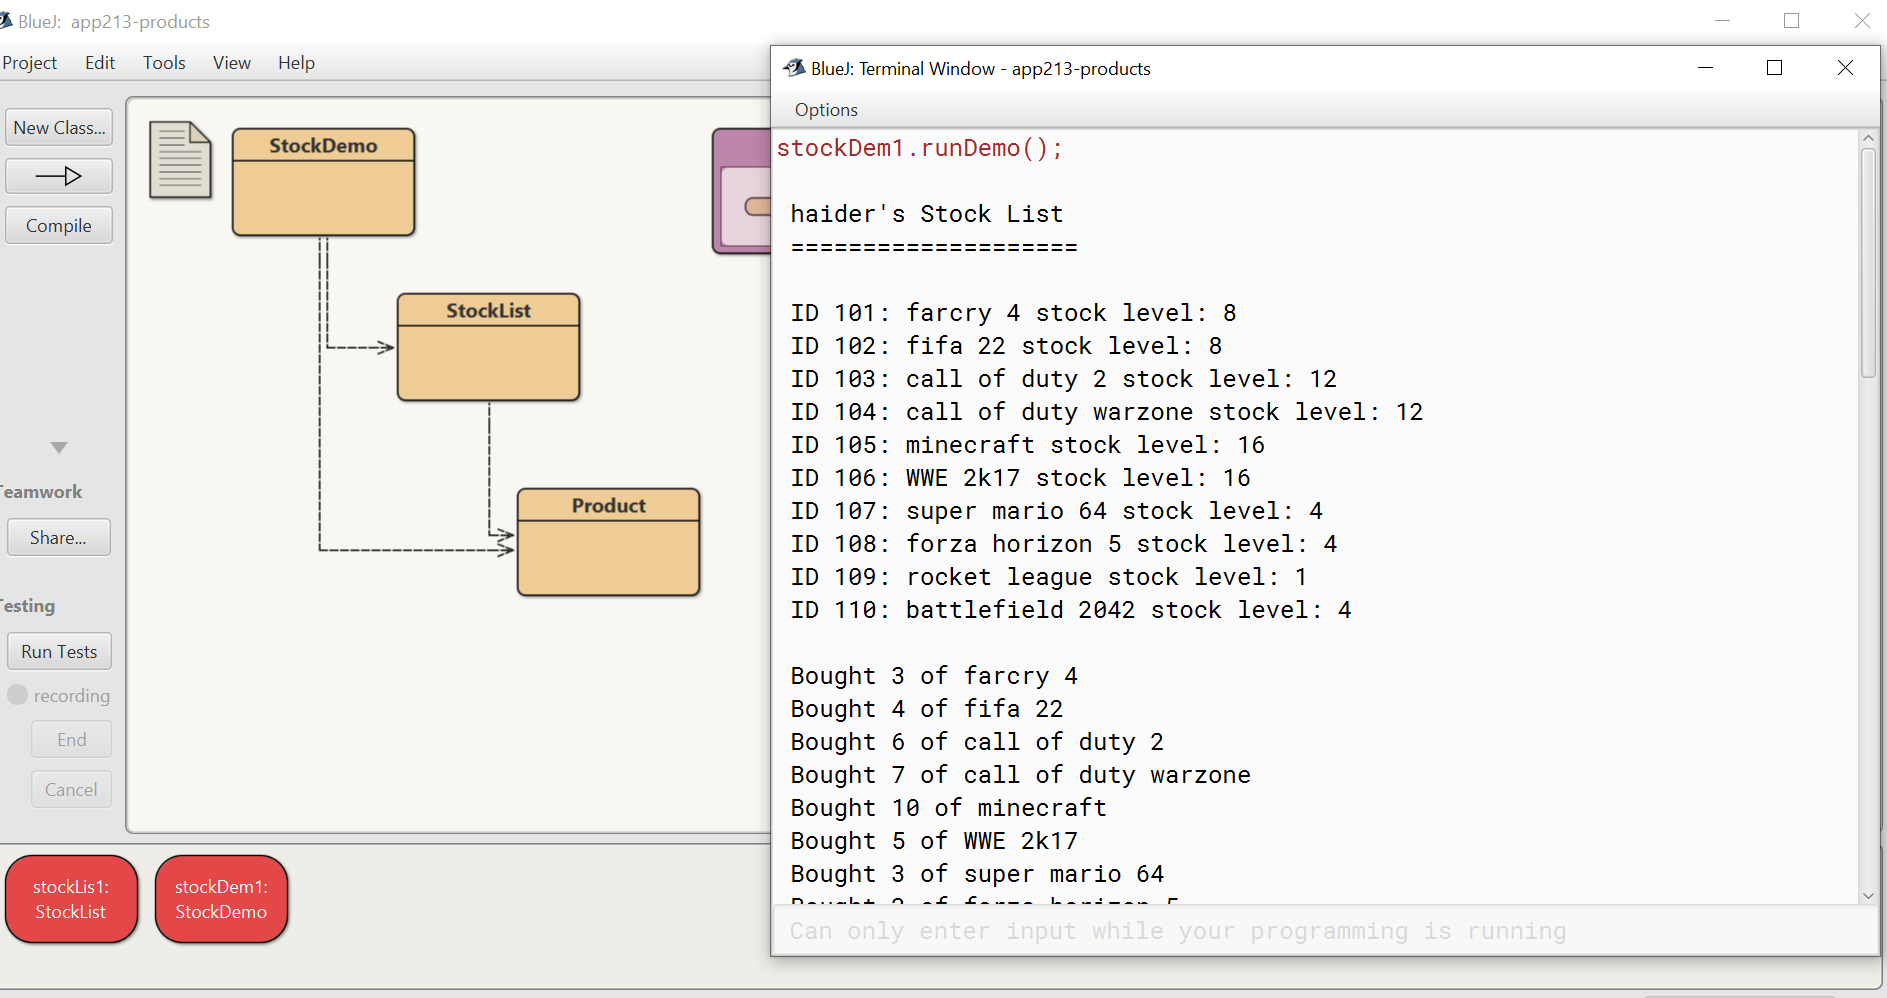 BlueJ: app213-products
Project Edit Tools View Help
New Class...
Compile
Teamwork
Share...
Testing
Run Tests
recording
End
Cancel
StockDemo
StockList
Product
stockLis1:
StockList
stockDem1:
StockDemo
BlueJ: Terminal Window - app213-products
Options
stockDem1.runDemo();
haider's Stock List
====================
ID 101: farcry 4 stock level: 8
ID 102: fifa 22 stock level: 8
ID 103: call of duty 2 stock level: 12
ID 104: call of duty warzone stock level: 12
ID 105: minecraft stock level: 16
ID 106: WWE 2k17 stock level: 16
ID 107: super mario 64 stock level: 4
ID 108: forza horizon 5 stock level: 4
ID 109: rocket league stock level: 1
ID 110: battlefield 2042 stock level: 4
Bought 3 of farcry 4
Bought 4 of fifa 22
Bought 6 of call of duty 2
Bought 7 of call of duty warzone
Bought 10 of minecraft
Bought 5 of WWE 2k17
Bought 3 of super mario 64
Bought of forza horizon 5
Can only enter input while your programming is running